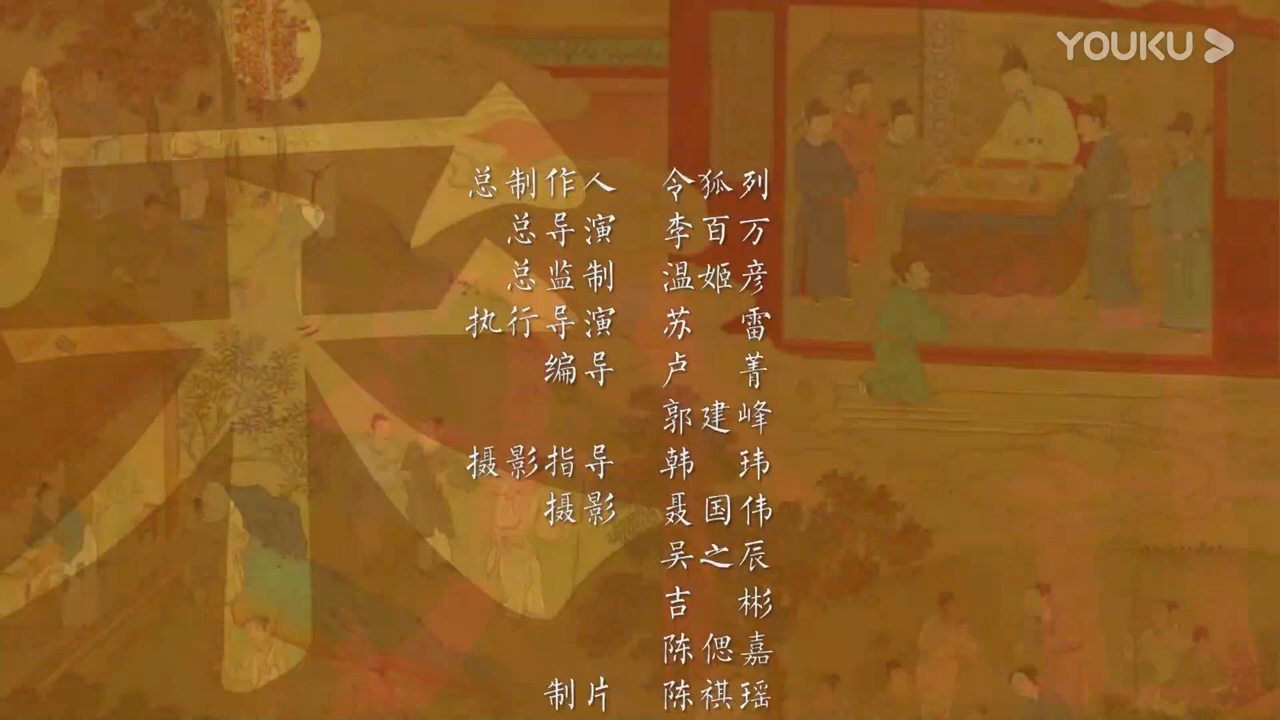 YOUKU
宋
总制作人 令狐列
总导演 李百万
总监制 温姬彦
执行导演 苏 雷
编导 卢 菁
郭建峰
摄影指导 韩 玮
摄影 聂国伟
吴之辰
吉 彬
陈偲嘉
制片 陈祺瑶